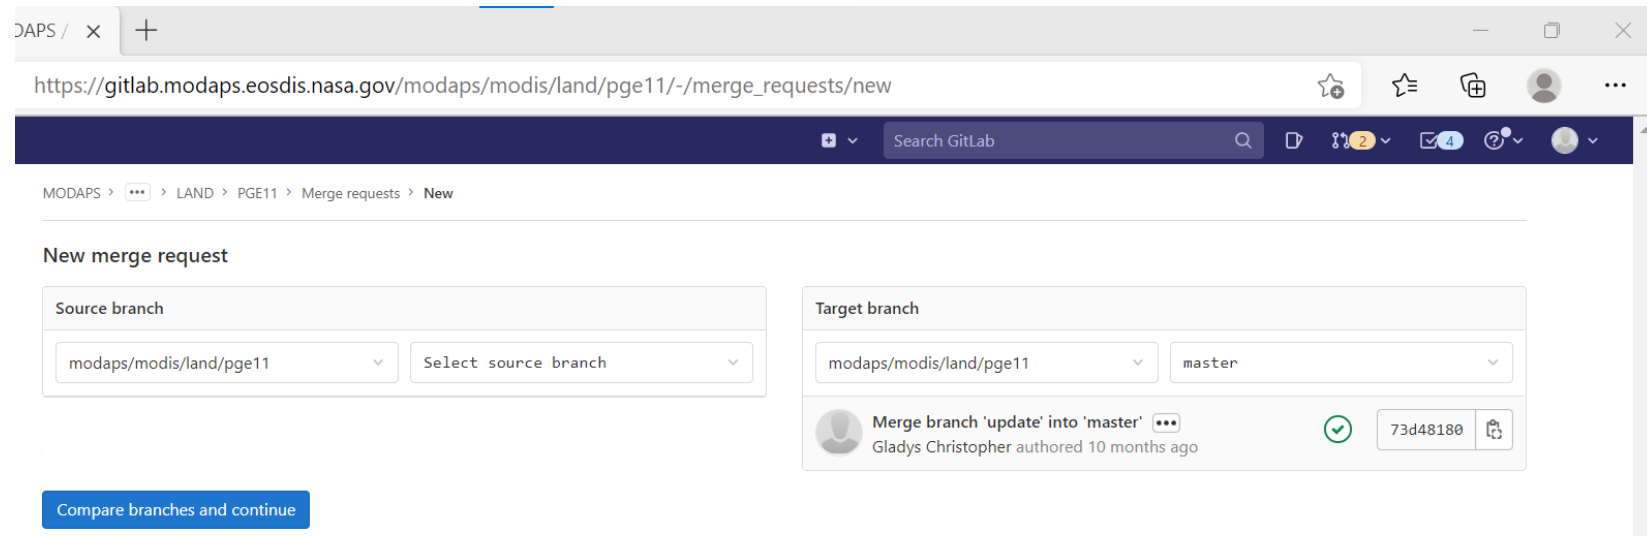 DAPS /
https://gitlab.modaps.eosdis.nasa.gov/modaps/modis/land/pge11/-/merge_requests/new
Search GitLab 2 4
MODAPS > ••• > LAND > PGE11 > Merge requests > New
New merge request
Source branch
modaps/modis/land/pge11 Select source branch
Target branch
modaps/modis/land/pge11 master
Merge branch 'update' into 'master' •••
Gladys Christopher authored 10 months ago
73d48180
Compare branches and continue